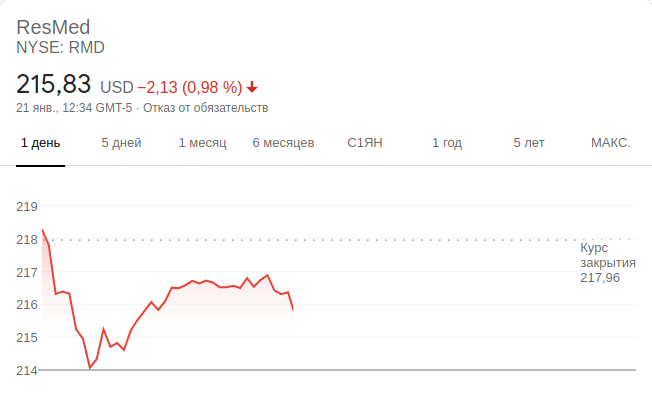 ResMed
NYSE: RMD
215,83 USD −2,13 (0,98 %)
21 янв., 12:34 GMT-5 · Отказ от обязательств
1 день 5 дней 1 месяц 6 месяцев С1ЯН 1 год 5 лет МАКС.
219
218
217
216
215
214
Курс
закрытия
217,96